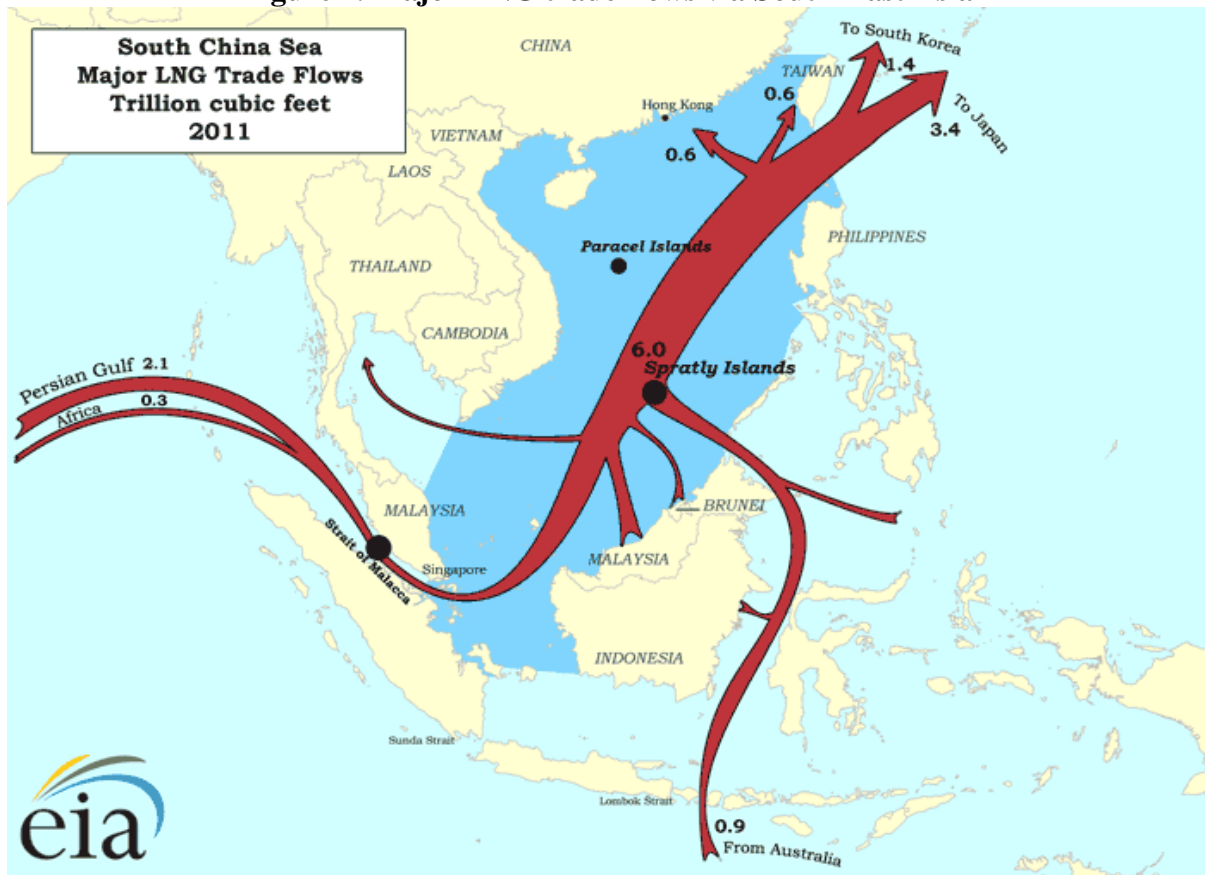 South China Sea
Major LNG Trade Flows
Trillion cubic feet
2011
CHINA
To South Korea
1.4
TAIWAN
0.6
Hong Kong
To Japan
3.4
VIETNAM
0.6
LAOS
Paracel Islands
PHILIPPINES
THAILAND
CAMBODIA
6.0
Spratly Islands
Persian Gulf 2.1
Africa
0.3
MALAYSIA
BRUNEI
Strait of Malacca
Singapore
MALAYSIA
INDONESIA
Sunda Strait
Lombok Strait
0.9
From Australia
eia